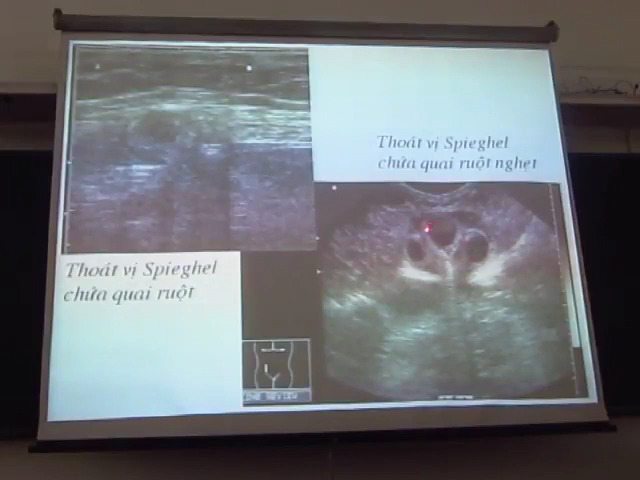 Thoát vị Spieghel
chứa quai ruột nghẹt
Thoát vị Spieghel
chứa quai ruột